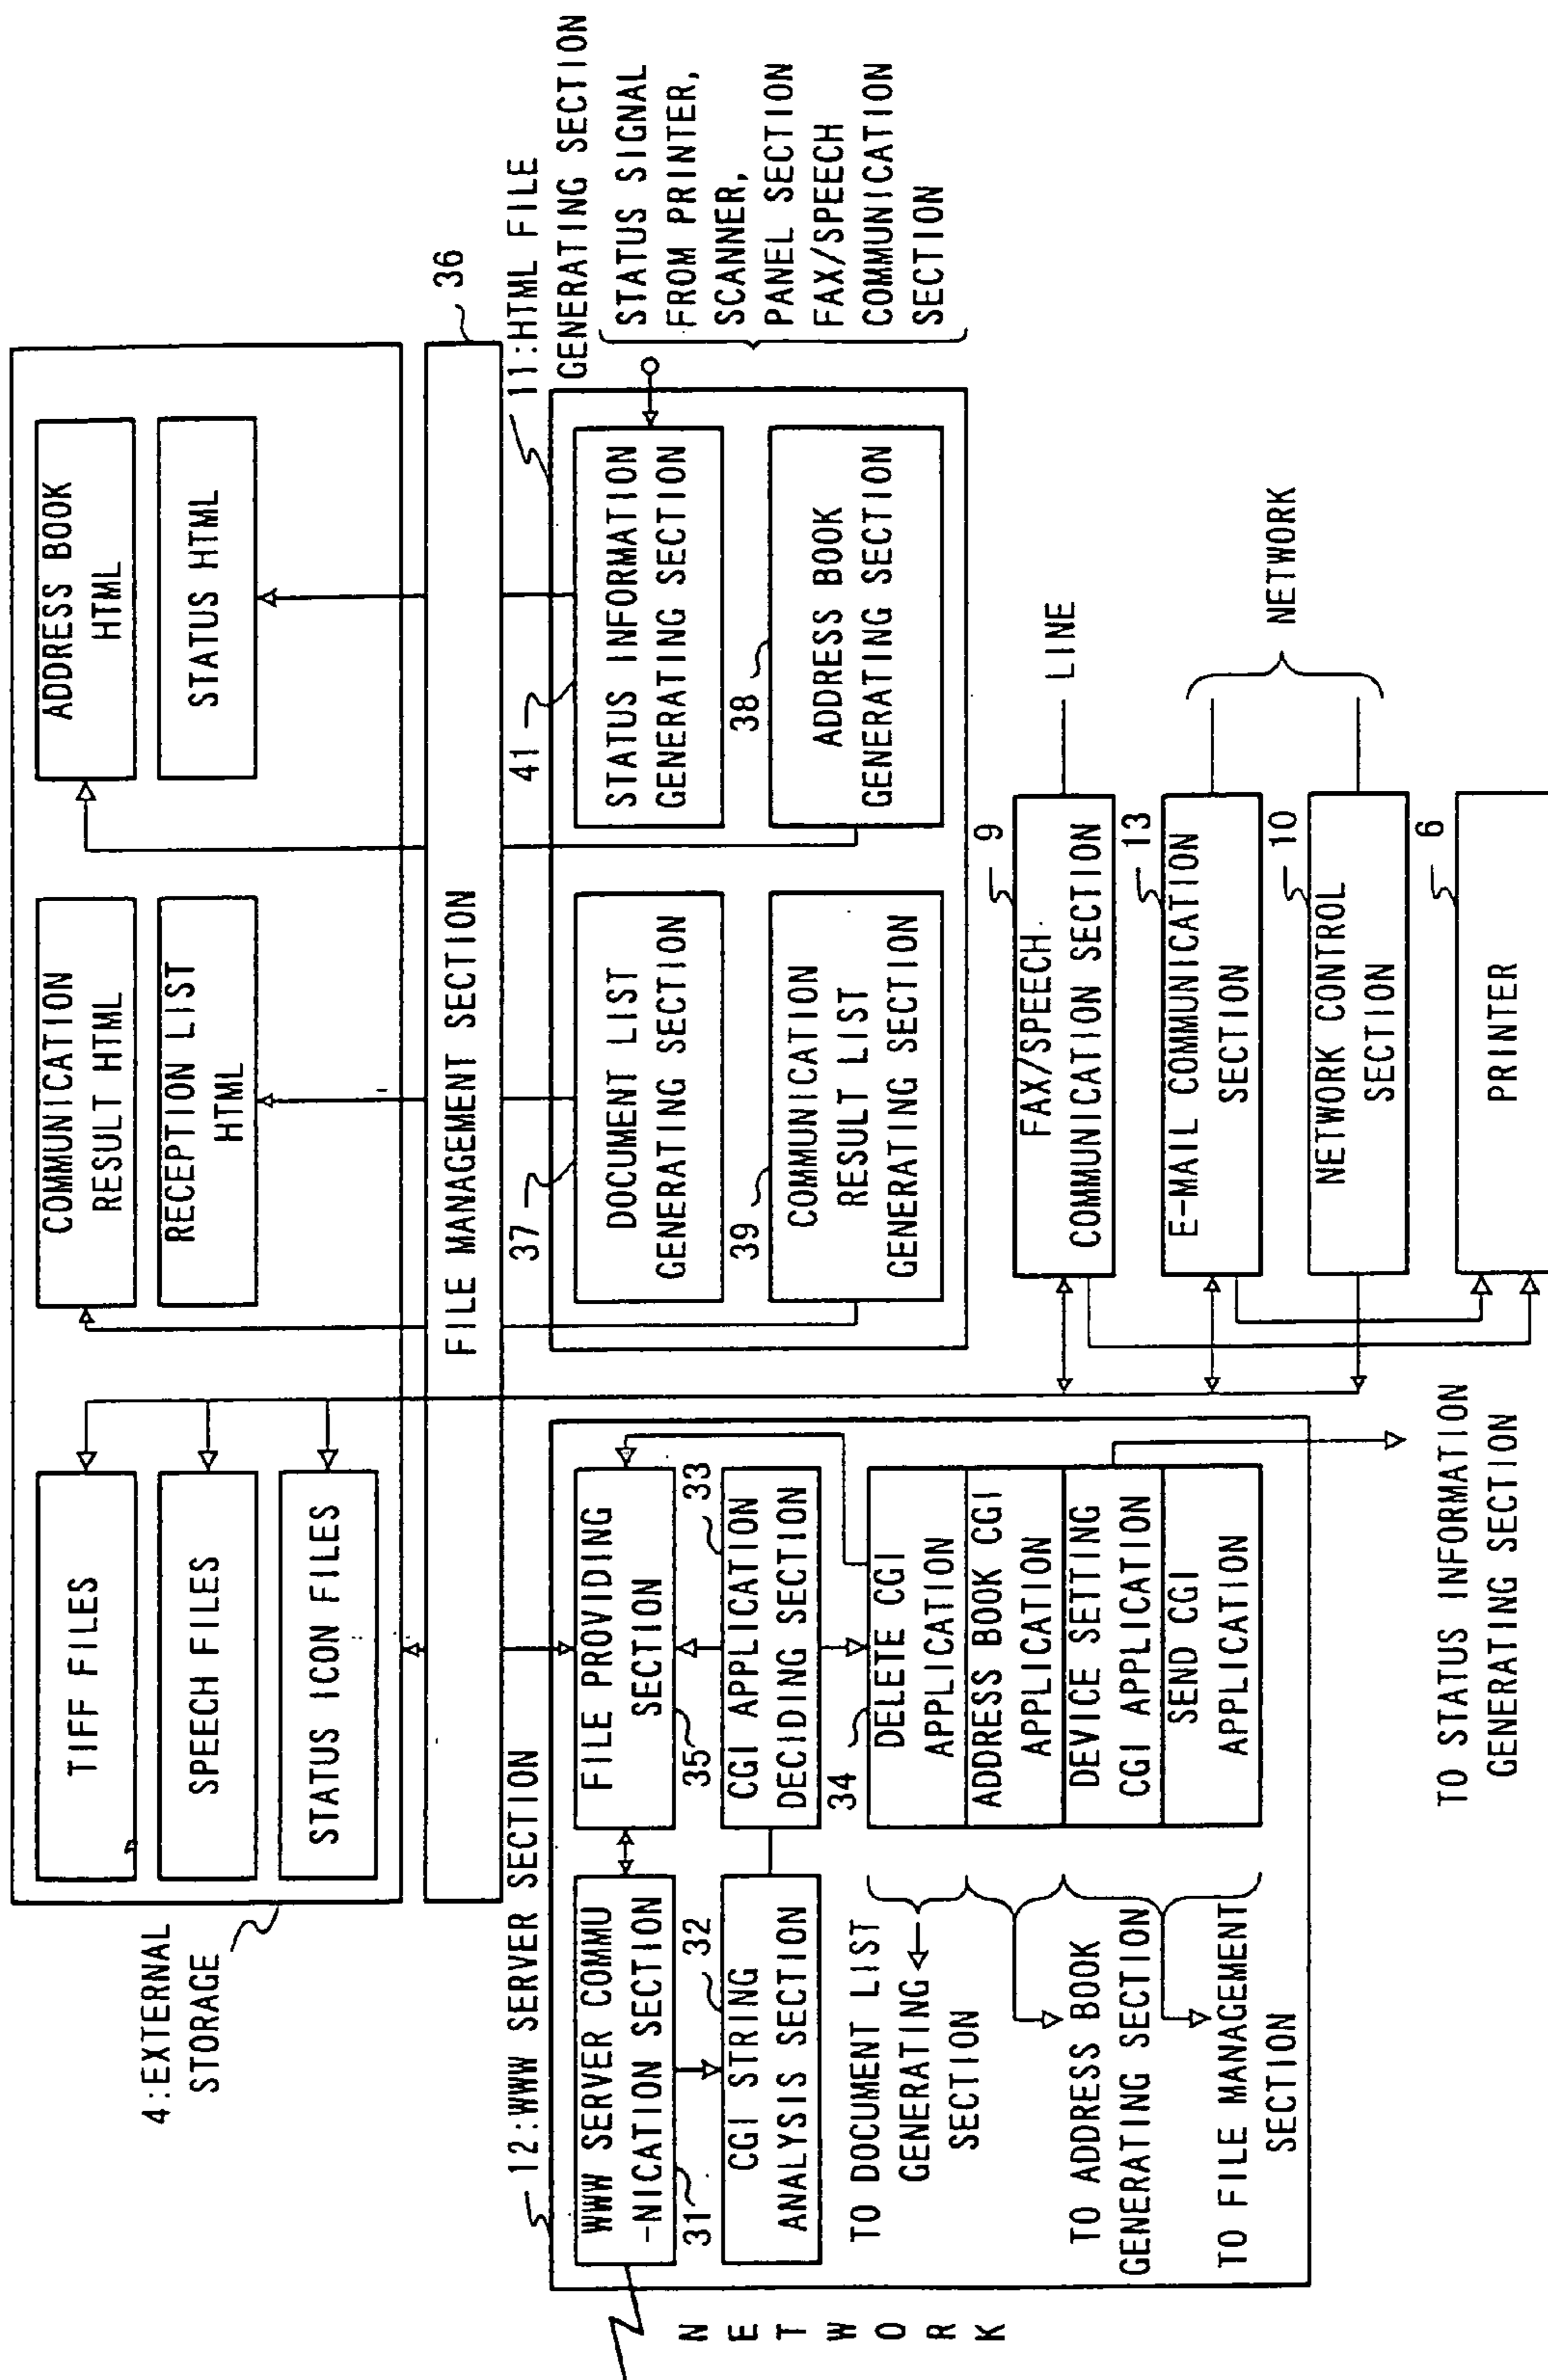 4:EXTERNAL
STORAGE
TIFF FILES
SPEECH FILES
STATUS ICON FILES
COMMUNICATION
RESULT HTML
RECEPTION LIST
HTML
ADDRESS BOOK
HTML
STATUS HTML
FILE MANAGEMENT SECTION
36
12:WWW SERVER SECTION
WWW SERVER COMMU
-NICATION SECTION
31
FILE PROVIDING
SECTION
35
CGI STRING
ANALYSIS SECTION
32
CGI APPLICATION
DECIDING SECTION
33
34
DELETE CGI
APPLICATION
ADDRESS BOOK CGI
APPLICATION
DEVICE SETTING
CGI APPLICATION
SEND CGI
APPLICATION
TO DOCUMENT LIST
GENERATING
SECTION
TO ADDRESS BOOK
GENERATING SECTION
TO FILE MANAGEMENT
SECTION
NETWORK
TO STATUS INFORMATION
GENERATING SECTION
11:HTML FILE
GENERATING SECTION
37
DOCUMENT LIST
GENERATING SECTION
39
COMMUNICATION
RESULT LIST
GENERATING SECTION
41
STATUS INFORMATION
GENERATING SECTION
38
ADDRESS BOOK
GENERATING SECTION
STATUS SIGNAL
FROM PRINTER,
SCANNER,
PANEL SECTION
FAX/SPEECH
COMMUNICATION
SECTION
9
FAX/SPEECH
COMMUNICATION SECTION
LINE
13
E-MAIL COMMUNICATION
SECTION
10
NETWORK CONTROL
SECTION
NETWORK
6
PRINTER